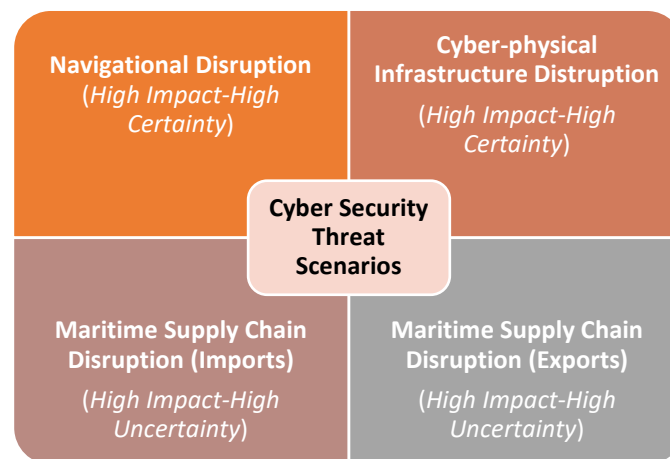 Navigational Disruption
(High Impact-High
Certainty)
Cyber-physical
Infrastructure Distruption
(High Impact-High
Certainty)
Cyber Security
Threat
Scenarios
Maritime Supply Chain
Disruption (Imports)
(High Impact-High
Uncertainty)
Maritime Supply Chain
Disruption (Exports)
(High Impact-High
Uncertainty)